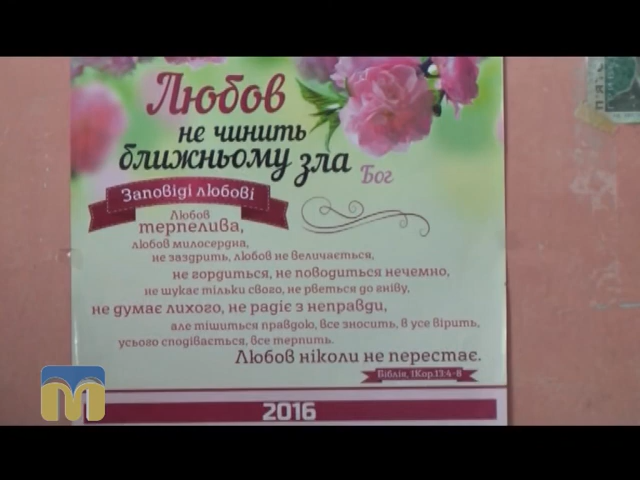 Любов
не чинить
ближньому зла
Бог
Заповіді любові
Любов
терпелива,
любов милосердна,
не заздрить, любов не величається,
не гордиться, не поводиться нечемно,
не шукає тільки свого, не рветься до гніву,
не думає лихого, не радіє з неправди,
але тішиться правдою, все зносить, в усе вірить,
усього сподівається, все терпить.
Любов ніколи не перестає.
Біблія, 1Кор.13:4-8
2016
М